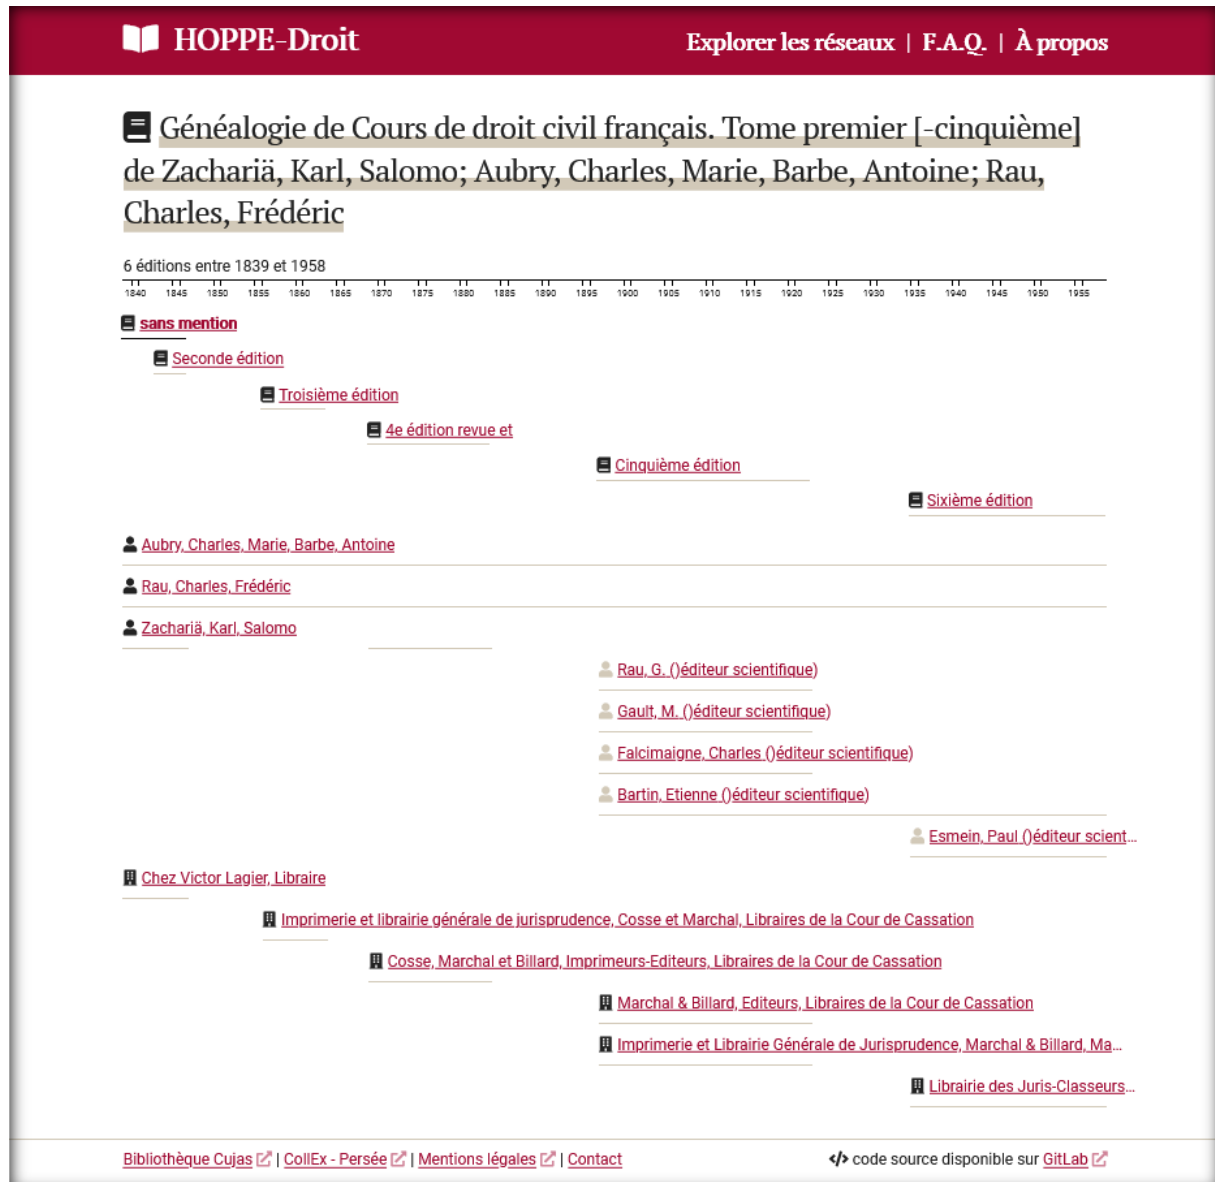 HOPPE-Droit
Explorer les réseaux | F.A.Q. | À propos
Généalogie de Cours de droit civil français. Tome premier [-cinquième]
de Zachariä, Karl, Salomo; Aubry, Charles, Marie, Barbe, Antoine; Rau,
Charles, Frédéric
6 éditions entre 1839 et 1958
1840 1845 1850 1855 1860 1865 1870 1875 1880 1885 1890 1895 1900 1905 1910 1915 1920 1925 1930 1935 1940 1945 1950 1955
sans mention
Seconde édition
Troisième édition
4e édition revue et
Cinquième édition
Sixième édition
Aubry, Charles, Marie, Barbe, Antoine
Rau, Charles, Frédéric
Zachariä, Karl, Salomo
Rau, G. ()éditeur scientifique)
Gault, M. ()éditeur scientifique)
Falcimaigne, Charles ()éditeur scientifique)
Bartin, Etienne ()éditeur scientifique)
Esmein, Paul ()éditeur scient...
Chez Victor Lagier, Libraire
Imprimerie et librairie générale de jurisprudence, Cosse et Marchal, Libraires de la Cour de Cassation
Cosse, Marchal et Billard, Imprimeurs-Editeurs, Libraires de la Cour de Cassation
Marchal & Billard, Editeurs, Libraires de la Cour de Cassation
Imprimerie et Librairie Générale de Jurisprudence, Marchal & Billard, Ma...
Librairie des Juris-Classeurs...
Bibliothèque Cujas | CollEx - Persée | Mentions légales | Contact
</> code source disponible sur GitLab